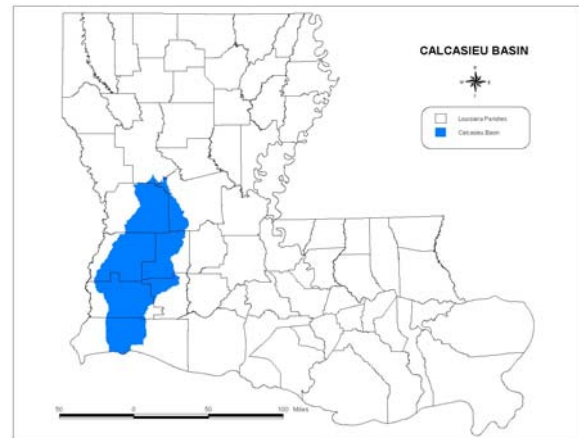 CALCASIEU BASIN
N
W E
S
Louisiana Parishes
Calcasieu Basin
50 0 50 100 Miles